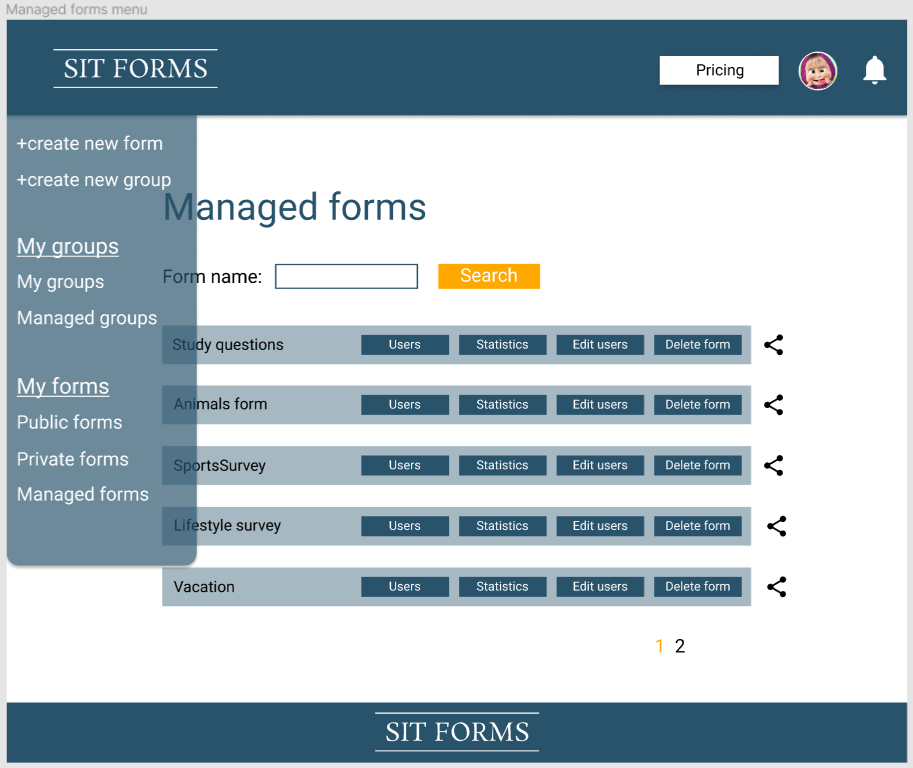 Managed forms menu
SIT FORMS
Pricing
+create new form
+create new group
My groups
My groups
Managed groups
My forms
Public forms
Private forms
Managed forms
Managed forms
Form name:
Search
Study questions Users Statistics Edit users Delete form
Animals form Users Statistics Edit users Delete form
SportsSurvey Users Statistics Edit users Delete form
Lifestyle survey Users Statistics Edit users Delete form
Vacation Users Statistics Edit users Delete form
1 2
SIT FORMS